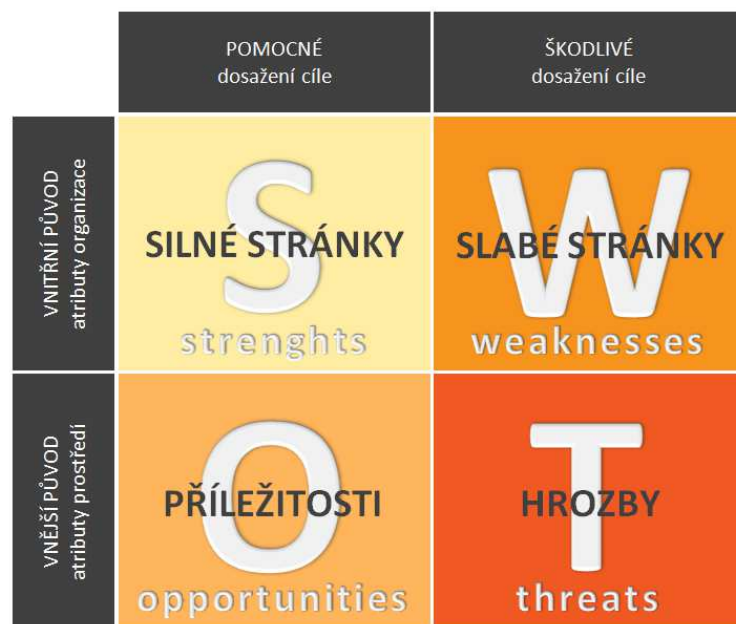 POMOCNÉ
dosažení cíle
ŠKODLIVÉ
dosažení cíle
VNITŘNÍ PŮVOD
atributy organizace
S
SILNÉ STRÁNKY
strenghts
W
SLABÉ STRÁNKY
weaknesses
VNĚJŠÍ PŮVOD
atributy prostředí
O
PŘÍLEŽITOSTI
opportunities
T
HROZBY
threats